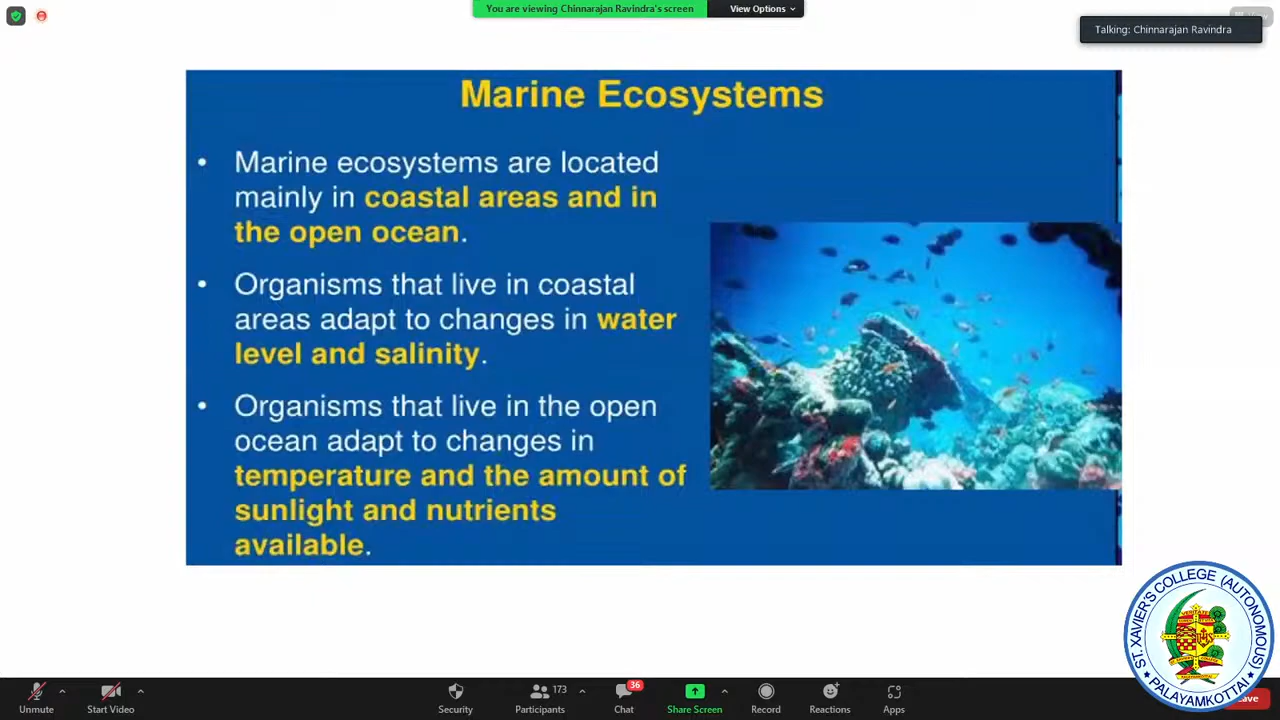 You are viewing Chinnarajan Ravindra's screen
View Options
View
Talking: Chinnarajan Ravindra
Marine Ecosystems
• Marine ecosystems are located
mainly in coastal areas and in
the open ocean.
• Organisms that live in coastal
areas adapt to changes in water
level and salinity.
• Organisms that live in the open
ocean adapt to changes in
temperature and the amount of
sunlight and nutrients
available.
ST. XAVIER'S COLLEGE (AUTONOMOUS)
PALAYAMKOTTAI
Unmute
Start Video
Security
173
Participants
36
Chat
Share Screen
Record
Reactions
Apps